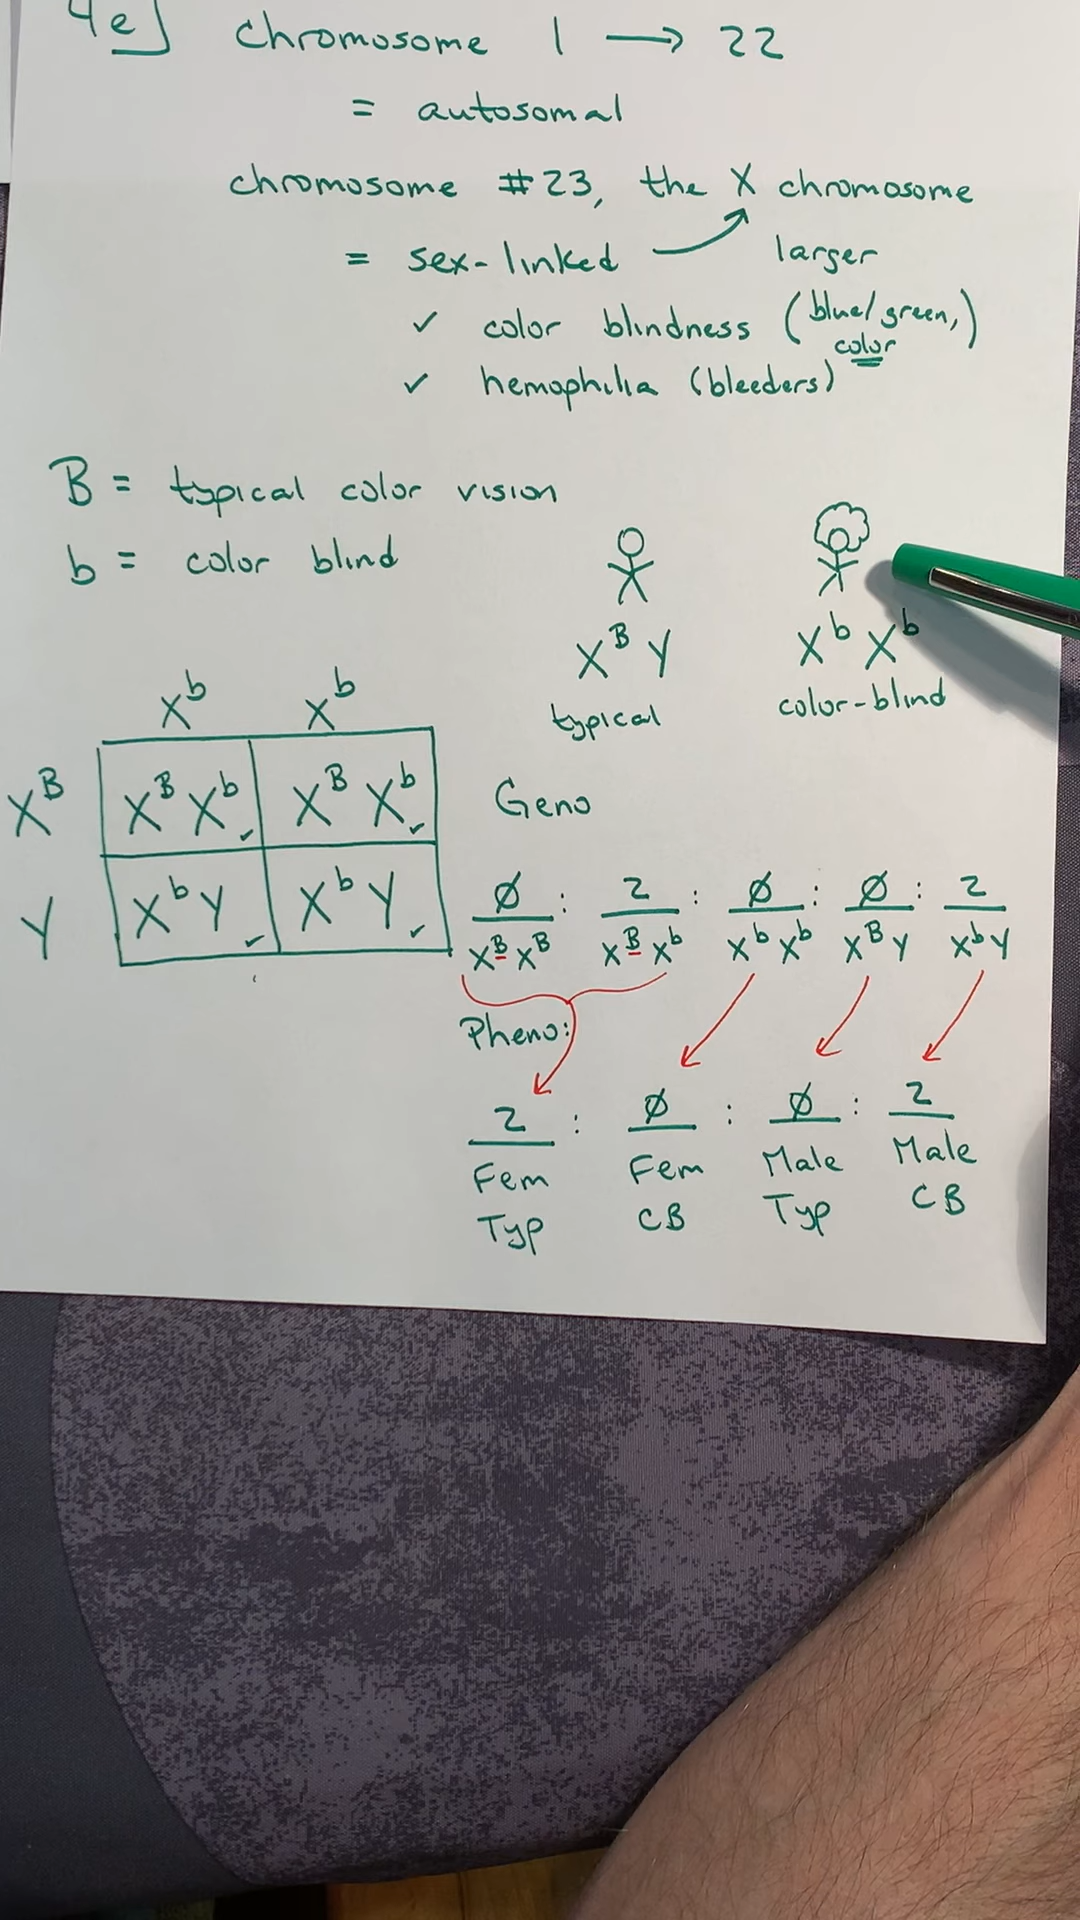 4e] chromosome 1 → 22
= autosomal
chromosome #23, the X chromosome
= sex-linked larger
✓ color blindness (blue/green, color)
✓ hemophilia (bleeders)
B = typical color vision
b = color blind
X^B Y X^b X^b
typical color-blind
X^b X^b
X^B X^B X^b ✓ X^B X^b ✓
Y X^b Y ✓ X^b Y ✓
Geno
Ø : 2 : Ø : Ø : 2
X^B X^B X^B X^b X^b X^b X^B Y X^b Y
Pheno:
2 : Ø : Ø : 2
Fem Fem Male Male
Typ CB Typ CB